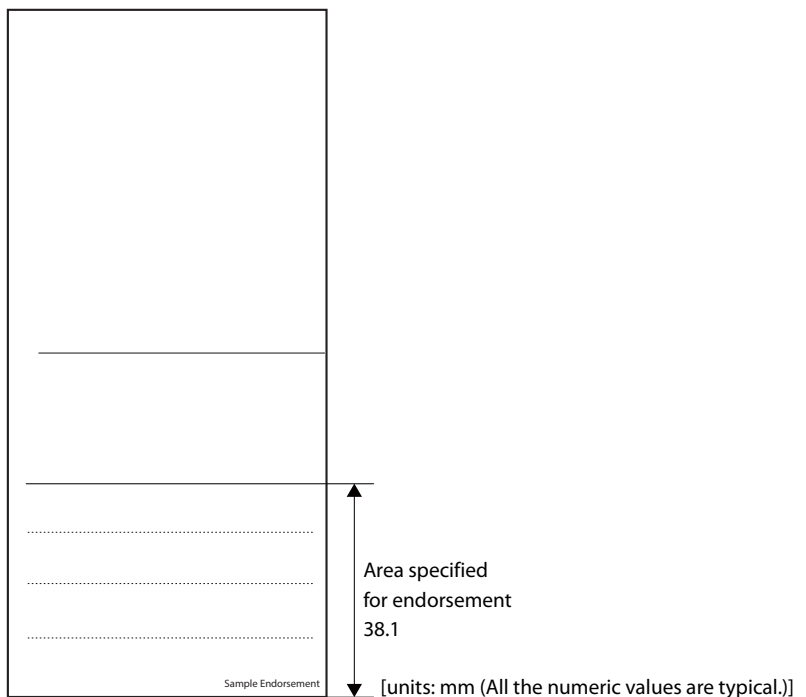 Area specified
for endorsement
38.1
Sample Endorsement
[units: mm (All the numeric values are typical.)]